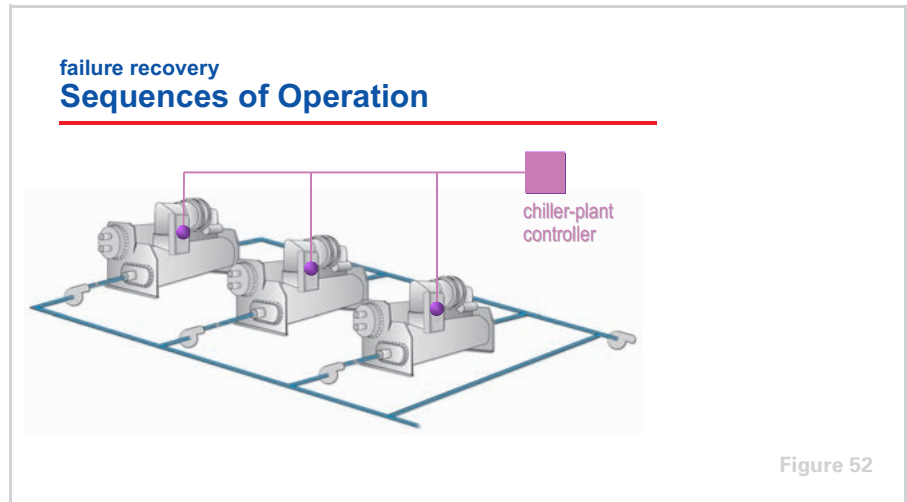 failure recovery
Sequences of Operation
chiller-plant
controller
Figure 52